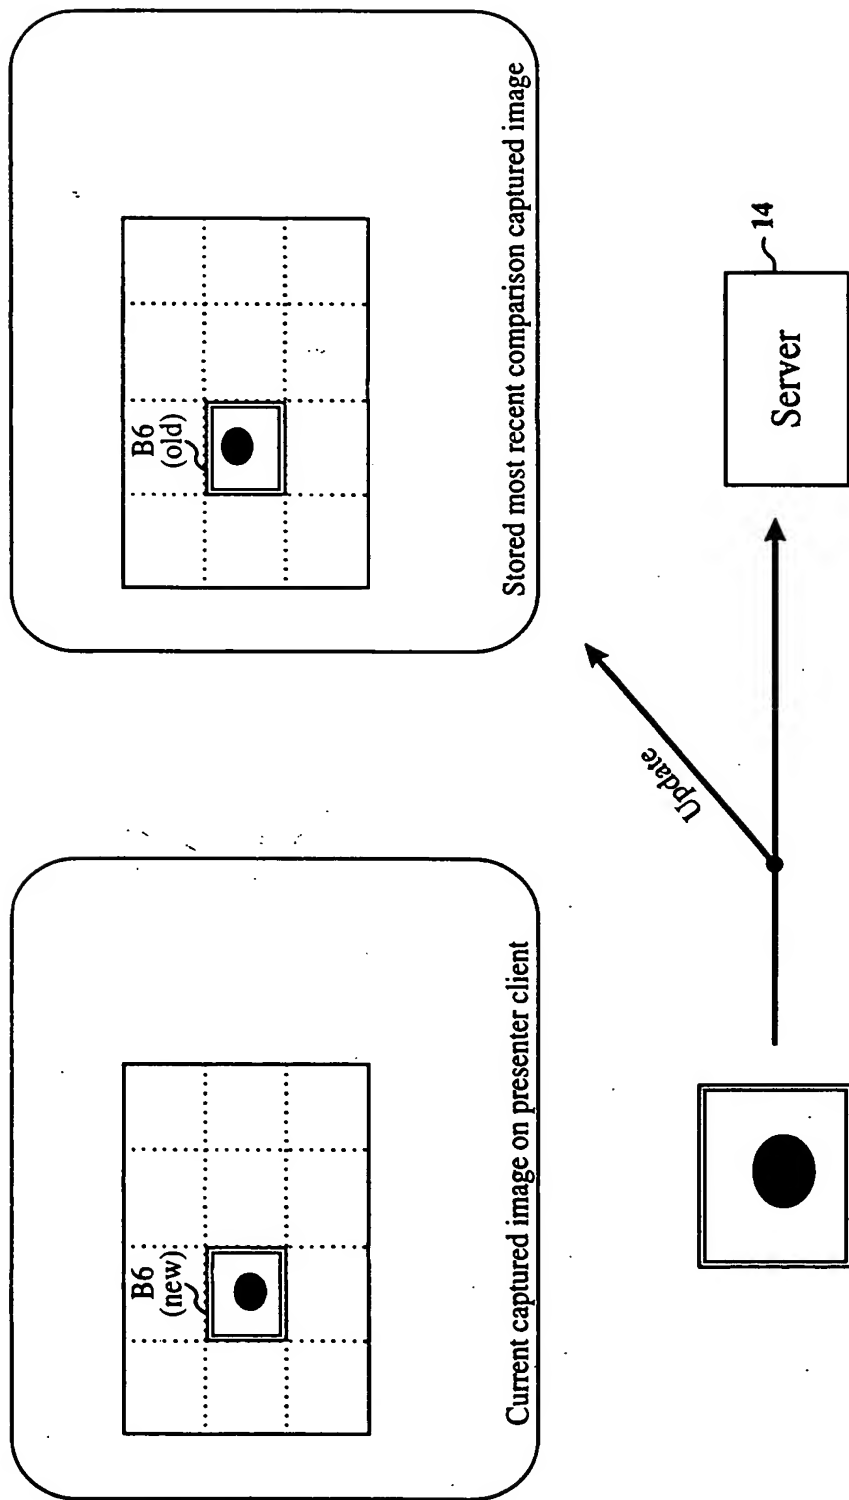 B6
(new)
Current captured image on presenter client
B6
(old)
Stored most recent comparison captured image
Update
Server
14